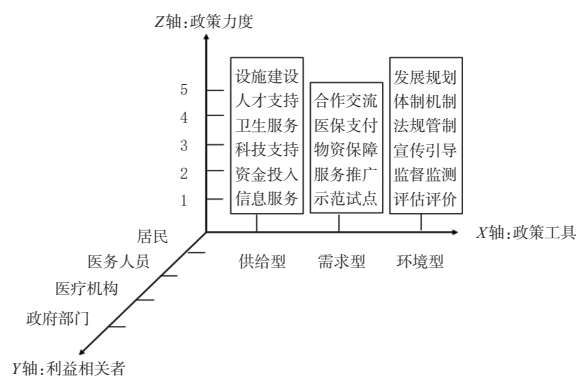 Z轴:政策力度
5
4
3
2
1
设施建设
人才支持
卫生服务
科技支持
资金投入
信息服务
合作交流
医保支付
物资保障
服务推广
示范试点
发展规划
体制机制
法规管制
宣传引导
监督监测
评估评价
X轴:政策工具
供给型
需求型
环境型
居民
医务人员
医疗机构
政府部门
Y轴:利益相关者